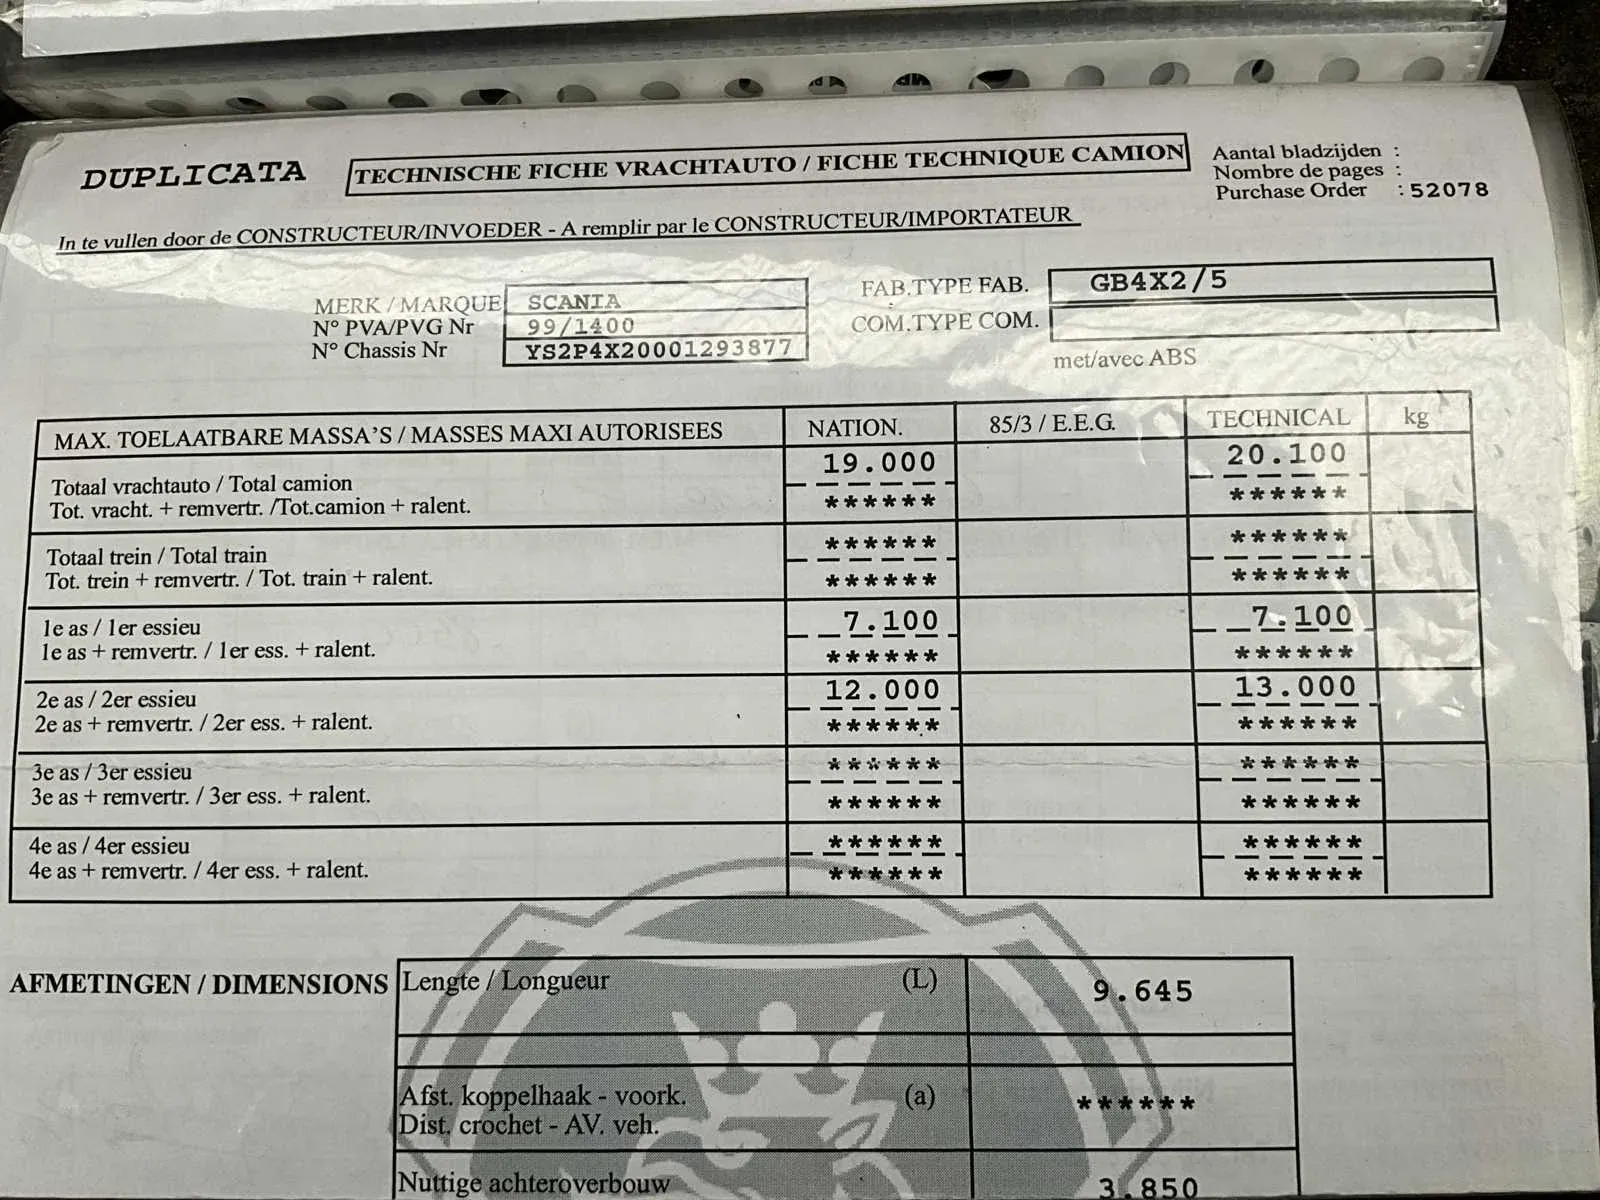 DUPLICATA
TECHNISCHE FICHE VRACHTAUTO / FICHE TECHNIQUE CAMION
Aantal bladzijden :
Nombre de pages :
Purchase Order : 52078
In te vullen door de CONSTRUCTEUR/INVOEDER - A remplir par le CONSTRUCTEUR/IMPORTATEUR
MERK / MARQUE SCANIA
N° PVA/PVG Nr 99/1400
N° Chassis Nr YS2P4X20001293877
FAB.TYPE FAB. GB4X2/5
COM.TYPE COM.
met/avec ABS
MAX. TOELAATBARE MASSA'S / MASSES MAXI AUTORISEES NATION. 85/3 / E.E.G. TECHNICAL kg
19.000 20.100
Totaal vrachtauto / Total camion
Tot. vracht. + remvertr. /Tot.camion + ralent. ****** ******
Totaal trein / Total train ****** ******
Tot. trein + remvertr. / Tot. train + ralent. ****** ******
1e as / 1er essieu 7.100 7.100
1e as + remvertr. / 1er ess. + ralent. ****** ******
2e as / 2er essieu 12.000 13.000
2e as + remvertr. / 2er ess. + ralent. ****** ******
3e as / 3er essieu ****** ******
3e as + remvertr. / 3er ess. + ralent. ****** ******
4e as / 4er essieu ****** ******
4e as + remvertr. / 4er ess. + ralent. ****** ******
AFMETINGEN / DIMENSIONS Lengte / Longueur (L) 9.645
Afst. koppelhaak - voork. (a) ******
Dist. crochet - AV. veh.
Nuttige achteroverbouw 3.850